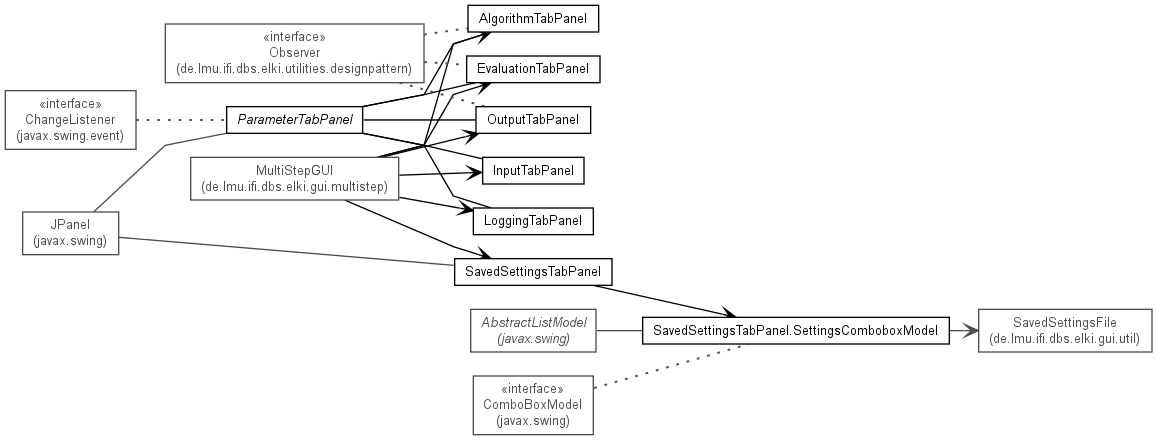 AlgorithmTabPanel
«interface»
Observer
(de.lmu.ifi.dbs.elki.utilities.designpattern)
EvaluationTabPanel
«interface»
ChangeListener
(javax.swing.event)
ParameterTabPanel
OutputTabPanel
MultiStepGUI
(de.lmu.ifi.dbs.elki.gui.multistep)
InputTabPanel
JPanel
(javax.swing)
LoggingTabPanel
SavedSettingsTabPanel
AbstractListModel
(javax.swing)
SavedSettingsTabPanel.SettingsComboboxModel
SavedSettingsFile
(de.lmu.ifi.dbs.elki.gui.util)
«interface»
ComboBoxModel
(javax.swing)